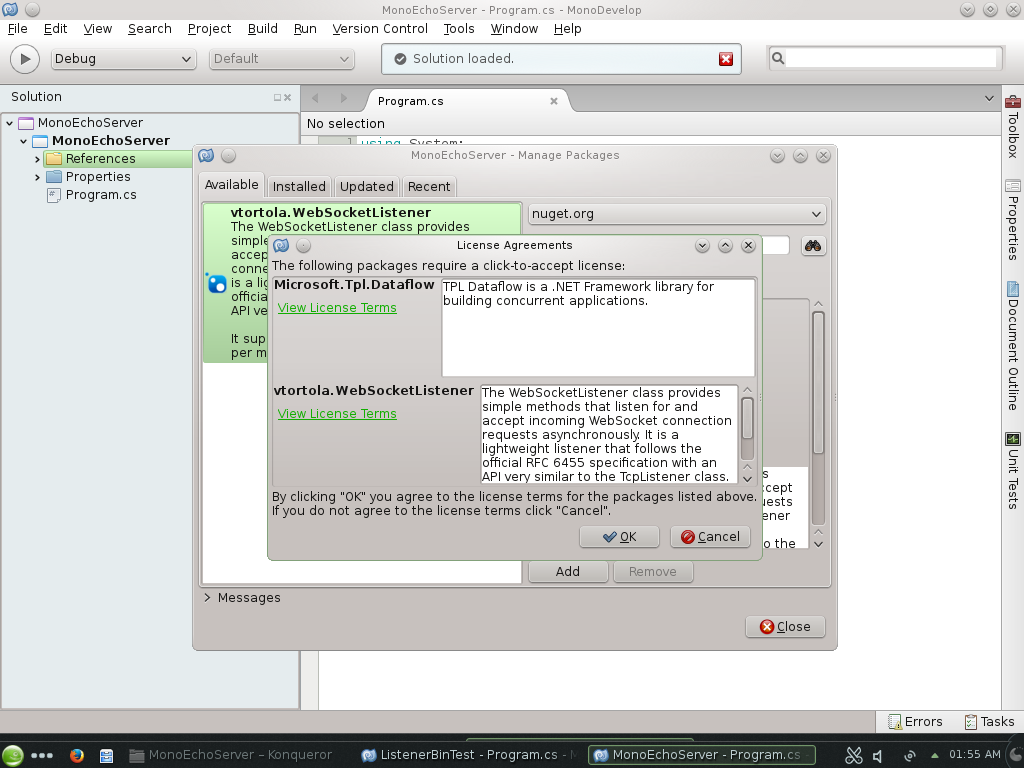 MonoEchoServer - Program.cs - MonoDevelop
File Edit View Search Project Build Run Version Control Tools Window Help
Debug Default Solution loaded.
Solution
Program.cs
No selection
1 using System;
MonoEchoServer
MonoEchoServer
References
Properties
Program.cs
Toolbox
Properties
Document Outline
Unit Tests
MonoEchoServer - Manage Packages
Available Installed Updated Recent
vtortola.WebSocketListener
The WebSocketListener class provides
simple
accep
conne
is a lig
officia
API ve
It sup
per m
nuget.org
License Agreements
The following packages require a click-to-accept license:
Microsoft.Tpl.Dataflow
View License Terms
TPL Dataflow is a .NET Framework library for
building concurrent applications.
vtortola.WebSocketListener
View License Terms
The WebSocketListener class provides
simple methods that listen for and
accept incoming WebSocket connection
requests asynchronously. It is a
lightweight listener that follows the
official RFC 6455 specification with an
API very similar to the TcpListener class.
By clicking "OK" you agree to the license terms for the packages listed above.
If you do not agree to the license terms click "Cancel".
OK Cancel
s
cept
uests
ener
o the
Add Remove
Messages
Close
Errors Tasks
MonoEchoServer – Konqueror
ListenerBinTest - Program.cs -
MonoEchoServer - Program.cs
01:55 AM